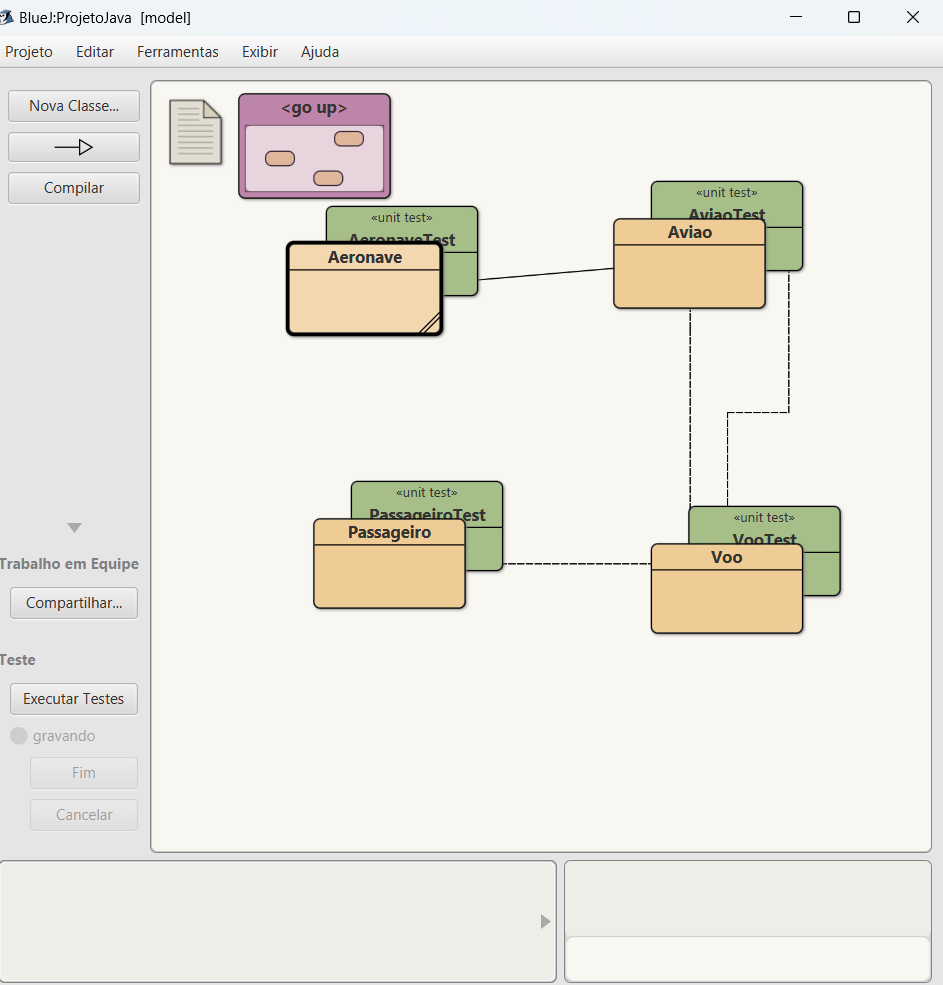 BlueJ:ProjetoJava [model]
Projeto Editar Ferramentas Exibir Ajuda
Nova Classe...
Compilar
<go up>
«unit test»
AeronaveTest
Aeronave
«unit test»
AviaoTest
Aviao
«unit test»
PassageiroTest
Passageiro
«unit test»
VooTest
Voo
Trabalho em Equipe
Compartilhar...
Teste
Executar Testes
gravando
Fim
Cancelar